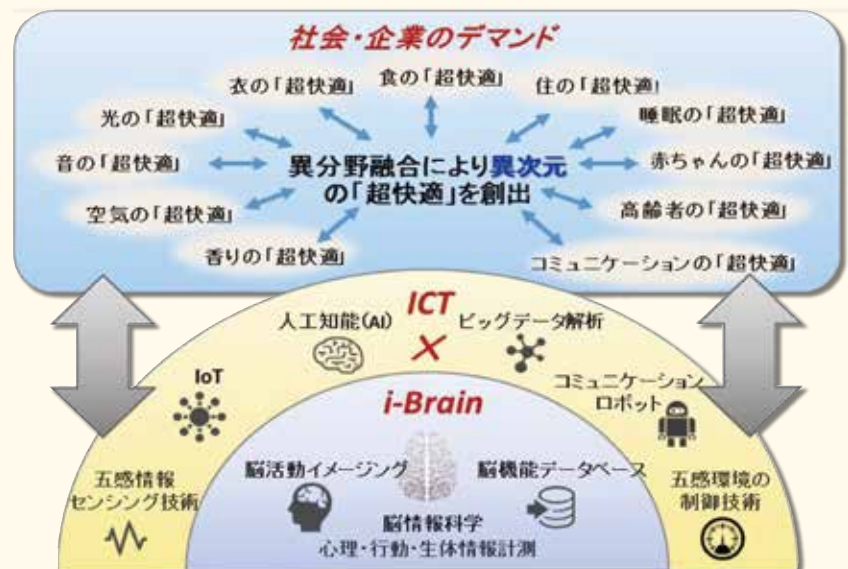 社会・企業のデマンド
衣の「超快適」
食の「超快適」
住の「超快適」
光の「超快適」
睡眠の「超快適」
音の「超快適」
異分野融合により異次元
の「超快適」を創出
赤ちゃんの「超快適」
空気の「超快適」
高齢者の「超快適」
香りの「超快適」
コミュニケーションの「超快適」
ICT
×
人工知能(AI)
ビッグデータ解析
IoT
コミュニケーション
ロボット
五感情報
センシング技術
五感環境の
制御技術
i-Brain
脳活動イメージング
脳機能データベース
脳情報科学
心理・行動・生体情報計測